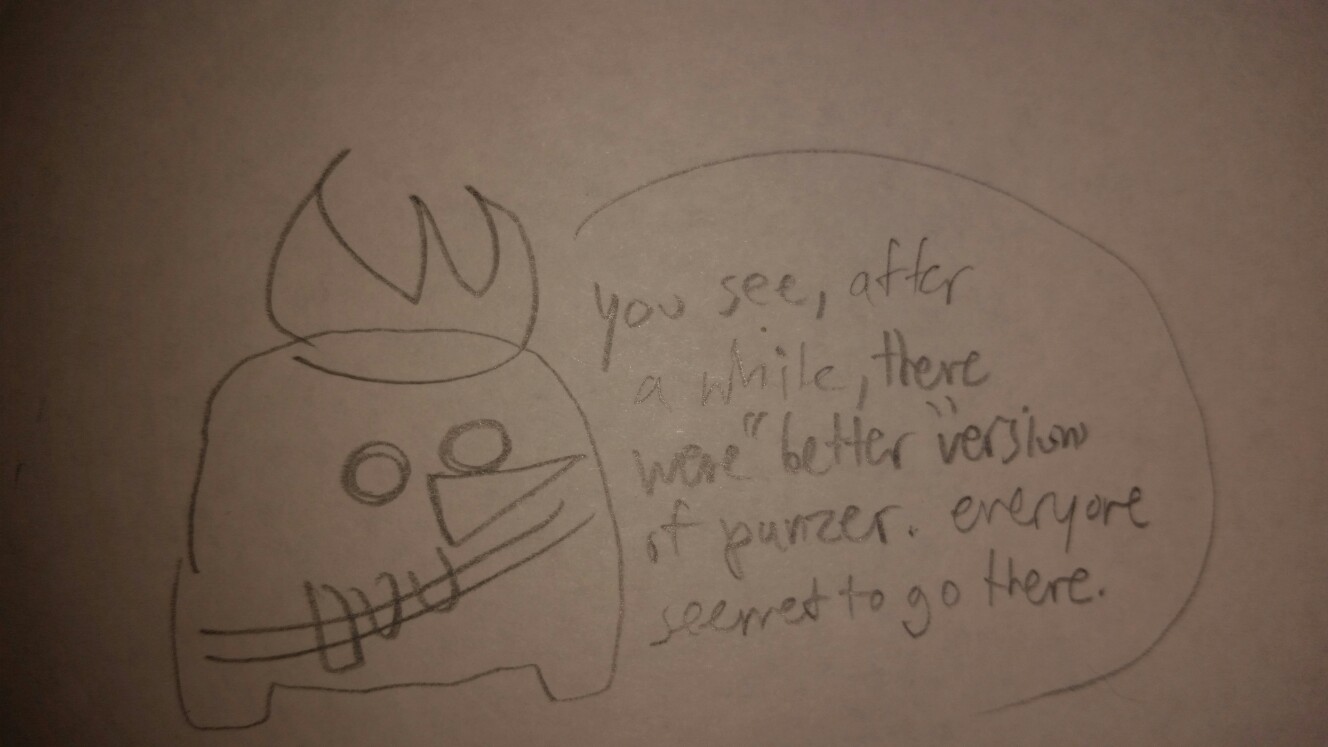 you see, after
a while, there
were "better" version
of punzer. everyone
seemed to go there.